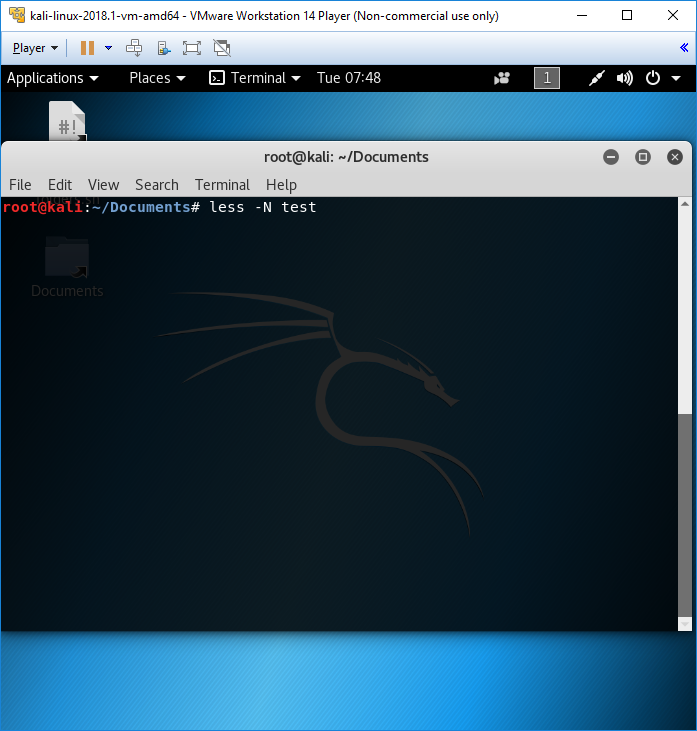 kali-linux-2018.1-vm-amd64 - VMware Workstation 14 Player (Non-commercial use only)
Player
Applications Places Terminal Tue 07:48 1
#!
root@kali: ~/Documents
File Edit View Search Terminal Help
root@kali:~/Documents# less -N test
Documents